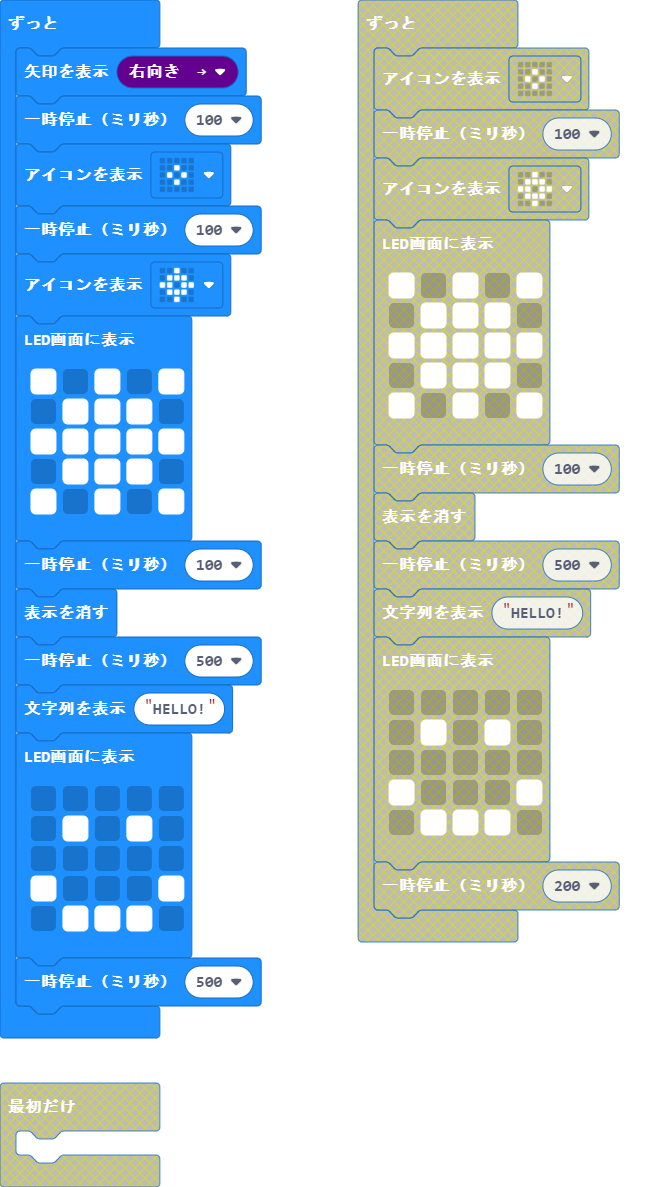 ずっと
矢印を表示 右向き →
一時停止（ミリ秒） 100
アイコンを表示
一時停止（ミリ秒） 100
アイコンを表示
LED画面に表示
一時停止（ミリ秒） 100
表示を消す
一時停止（ミリ秒） 500
文字列を表示 "HELLO!"
LED画面に表示
一時停止（ミリ秒） 500
最初だけ
ずっと
アイコンを表示
一時停止（ミリ秒） 100
アイコンを表示
LED画面に表示
一時停止（ミリ秒） 100
表示を消す
一時停止（ミリ秒） 500
文字列を表示 "HELLO!"
LED画面に表示
一時停止（ミリ秒） 200